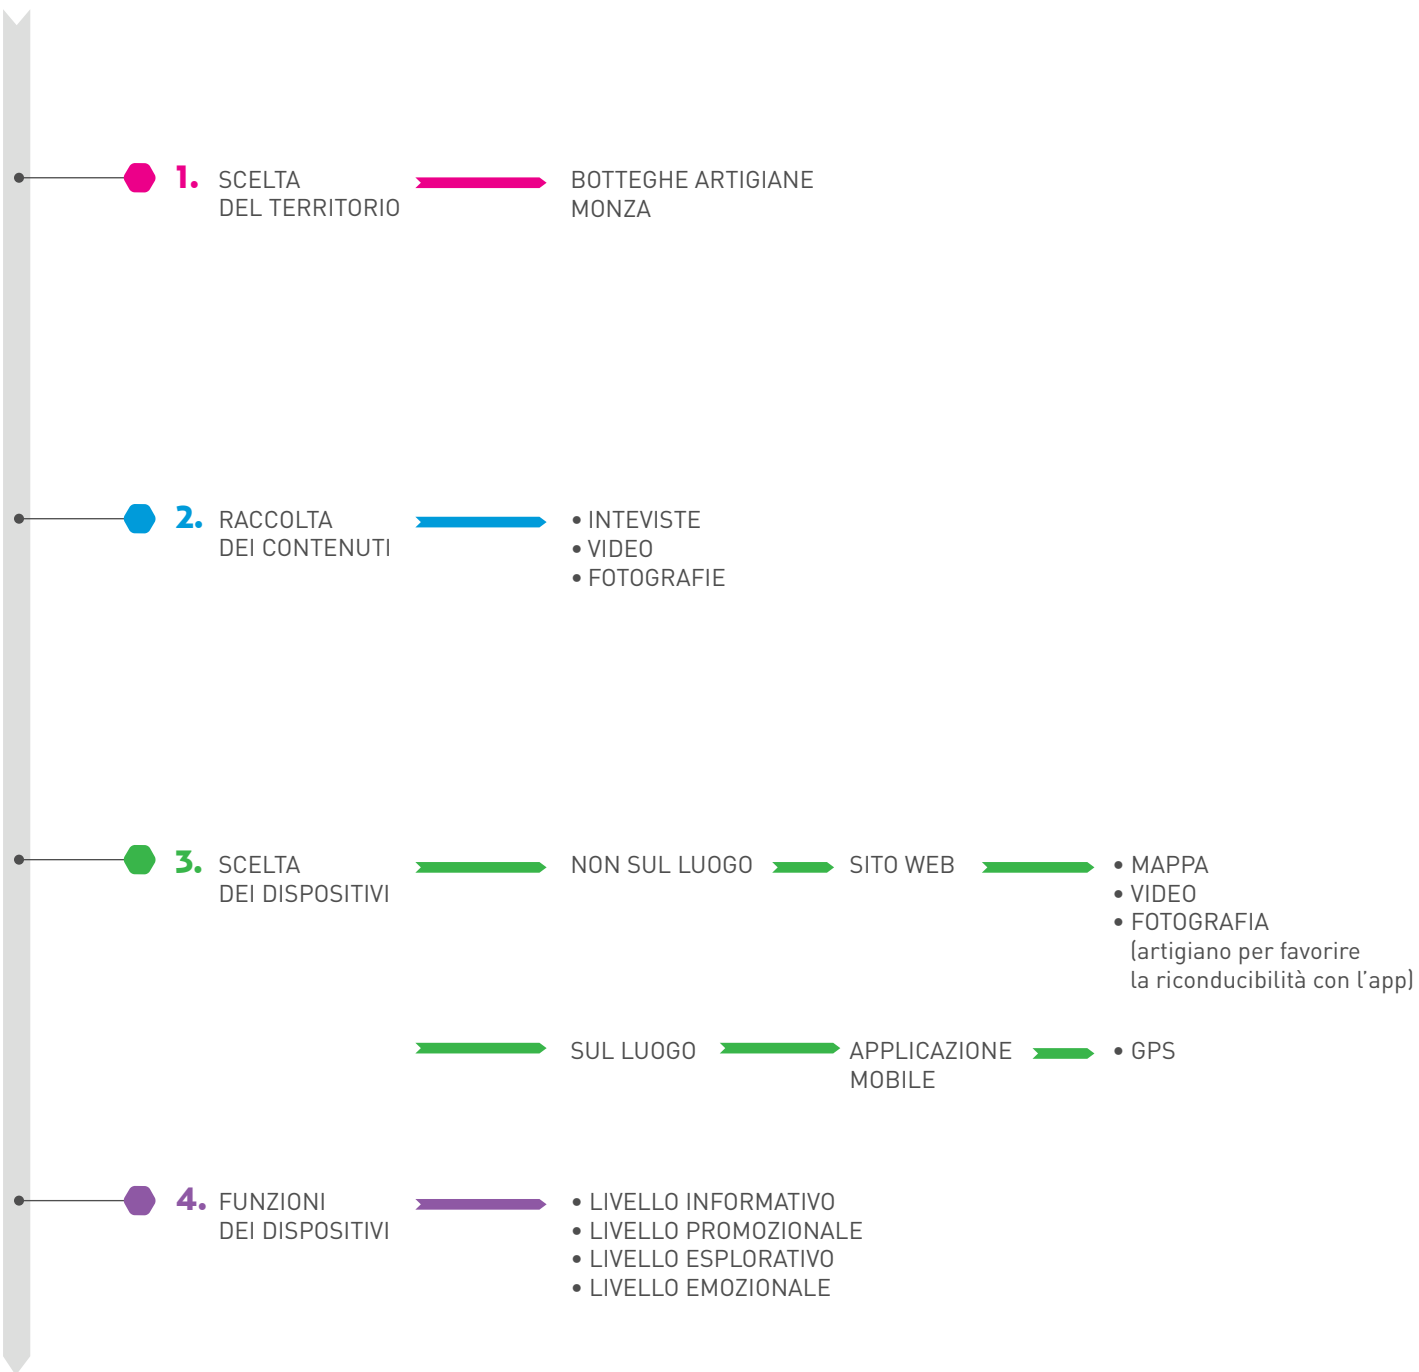 1. SCELTA
DEL TERRITORIO
BOTTEGHE ARTIGIANE
MONZA
2. RACCOLTA
DEI CONTENUTI
• INTEVISTE
• VIDEO
• FOTOGRAFIE
3. SCELTA
DEI DISPOSITIVI
NON SUL LUOGO
SITO WEB
• MAPPA
• VIDEO
• FOTOGRAFIA
(artigiano per favorire
la riconducibilità con l’app)
SUL LUOGO
APPLICAZIONE
MOBILE
• GPS
4. FUNZIONI
DEI DISPOSITIVI
• LIVELLO INFORMATIVO
• LIVELLO PROMOZIONALE
• LIVELLO ESPLORATIVO
• LIVELLO EMOZIONALE